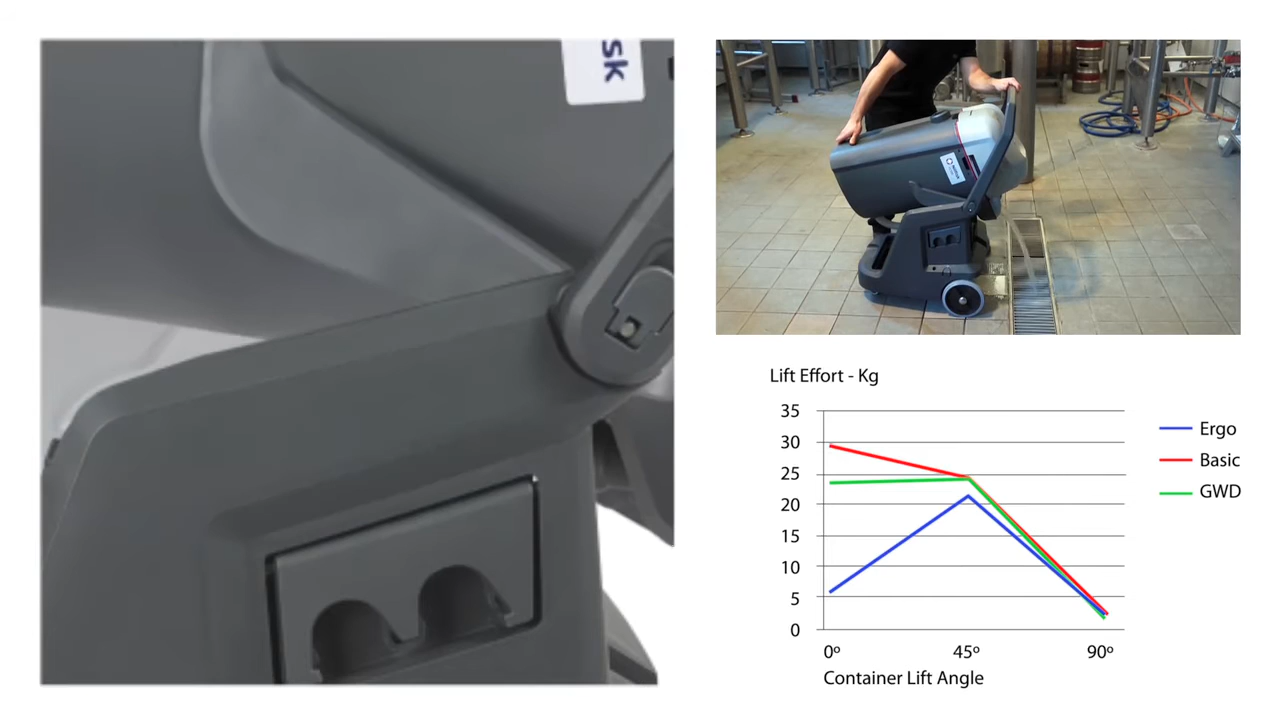 sk
Lift Effort - Kg
35
30
25
20
15
10
5
0
0º 45º 90º
Container Lift Angle
Ergo
Basic
GWD